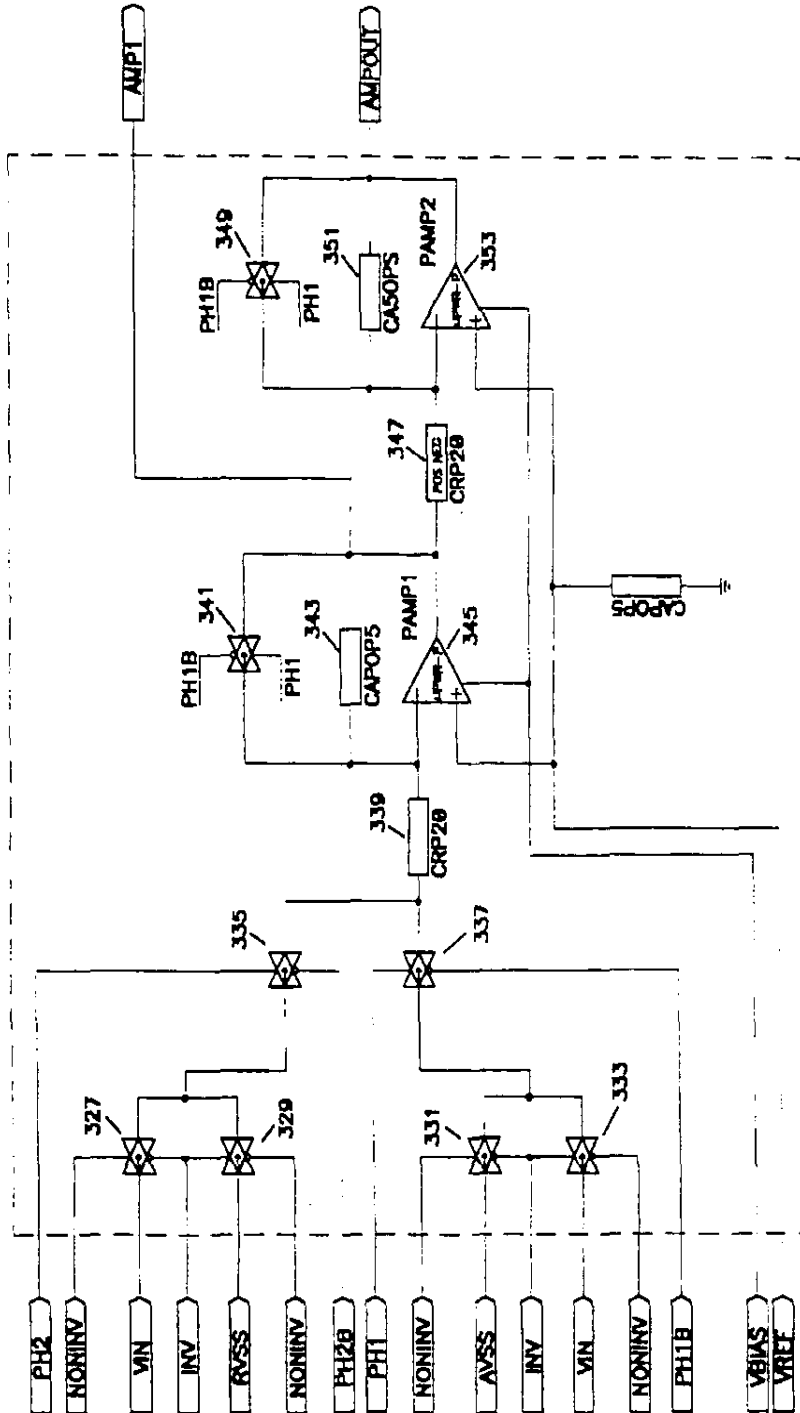 AMP1
AMPOUT
349
PH1B
PH1
351
CA50PS
PAMP2
353
347
POS NEG
CRP20
341
PH1B
PH1
343
CAPOP5
PAMP1
345
CAPOP5
339
CRP20
335
337
327
329
331
333
PH2
NONINV
VIN
INV
RVSS
NONINV
PH2B
PH1
NONINV
AVSS
INV
VIN
NONINV
PH1B
VBIAS
VREF